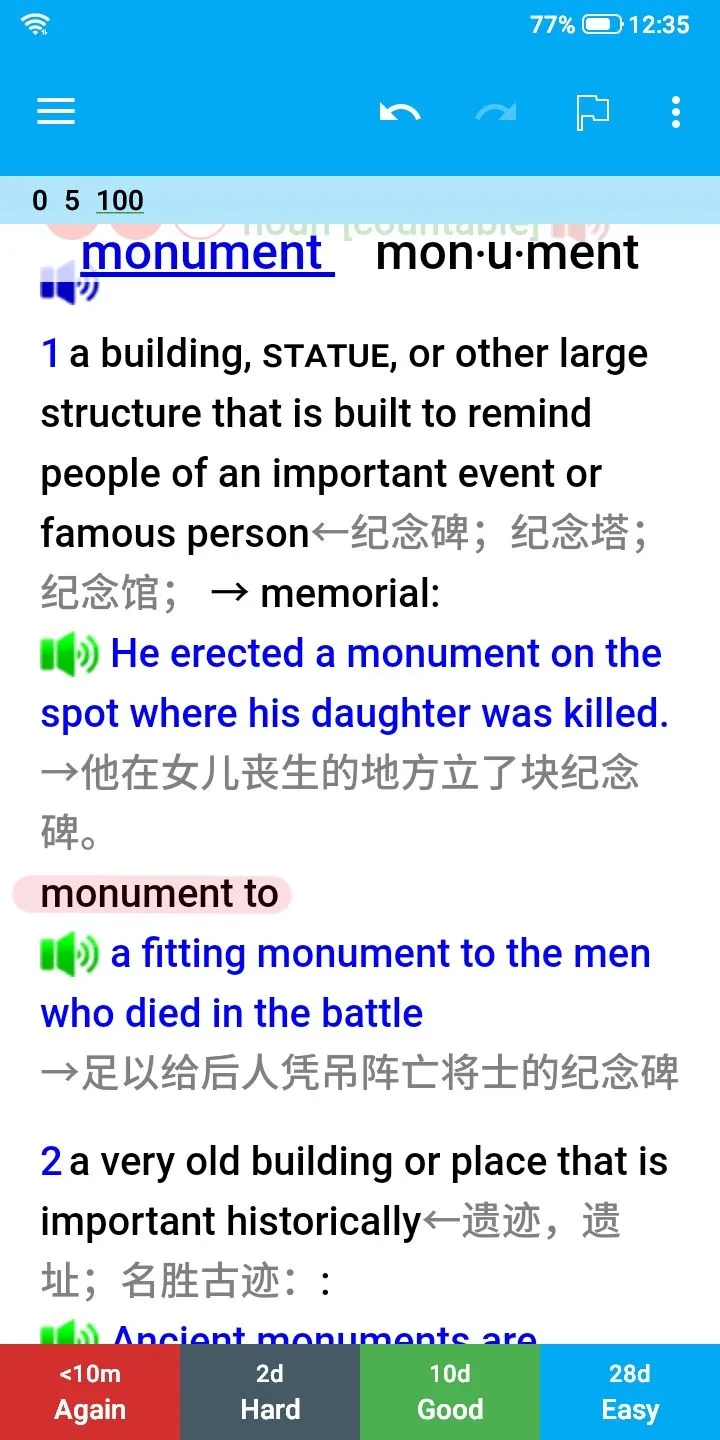 77% 12:35
0 5 100
noun [countable]
monument mon·u·ment
1 a building, STATUE, or other large
structure that is built to remind
people of an important event or
famous person←纪念碑；纪念塔；
纪念馆； → memorial:
He erected a monument on the
spot where his daughter was killed.
→他在女儿丧生的地方立了块纪念
碑。
monument to
a fitting monument to the men
who died in the battle
→足以给后人凭吊阵亡将士的纪念碑
2 a very old building or place that is
important historically←遗迹，遗
址；名胜古迹：:
Ancient monuments are
<10m 2d 10d 28d
Again Hard Good Easy